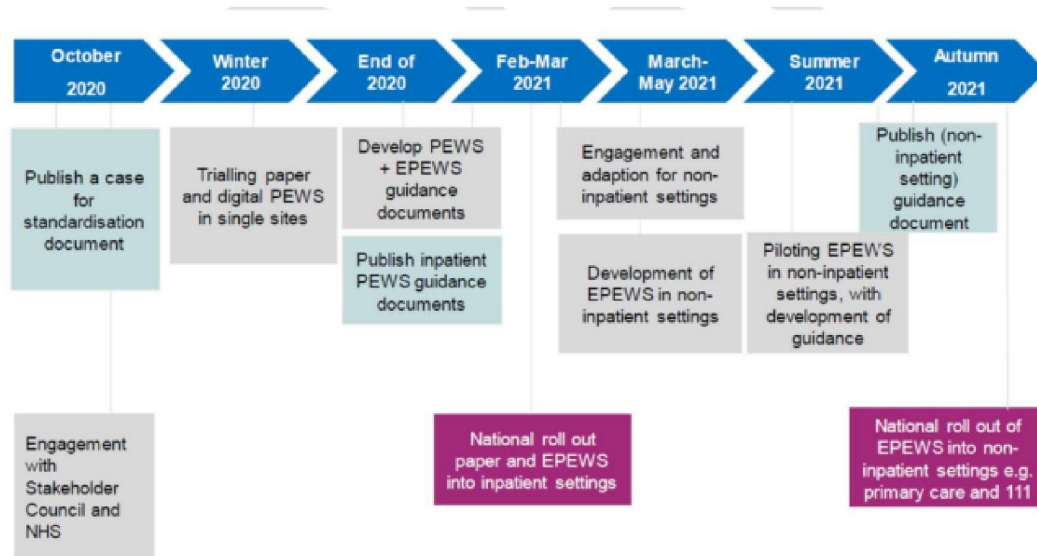 October
2020
Winter
2020
End of
2020
Feb-Mar
2021
March-
May 2021
Summer
2021
Autumn
2021
Publish a case
for
standardisation
document
Trialling paper
and digital PEWS
in single sites
Develop PEWS
+ EPEWS
guidance
documents
Publish inpatient
PEWS guidance
documents
Engagement and
adaption for non-
inpatient settings
Development of
EPEWS in non-
inpatient settings
Piloting EPEWS
in non-inpatient
settings, with
development of
guidance
Publish (non-
inpatient
setting)
guidance
document
Engagement
with
Stakeholder
Council and
NHS
National roll out
paper and EPEWS
into inpatient settings
National roll out of
EPEWS into non-
inpatient settings e.g.
primary care and 111